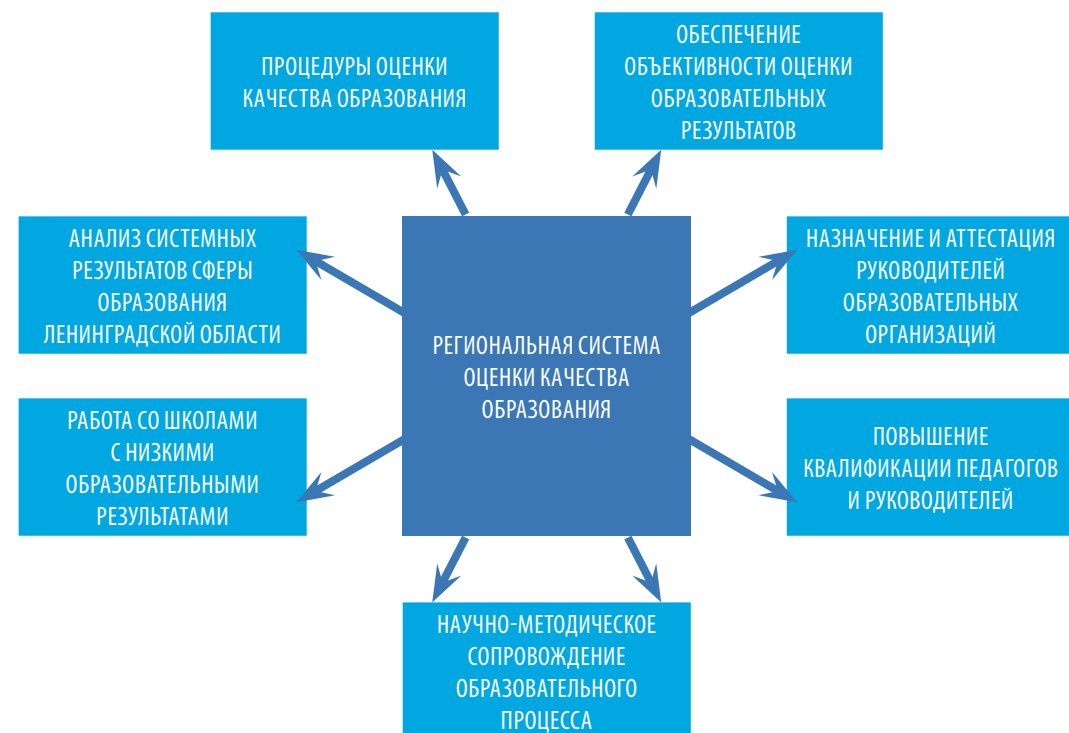 ПРОЦЕДУРЫ ОЦЕНКИ
КАЧЕСТВА ОБРАЗОВАНИЯ
ОБЕСПЕЧЕНИЕ
ОБЪЕКТИВНОСТИ ОЦЕНКИ
ОБРАЗОВАТЕЛЬНЫХ
РЕЗУЛЬТАТОВ
АНАЛИЗ СИСТЕМНЫХ
РЕЗУЛЬТАТОВ СФЕРЫ
ОБРАЗОВАНИЯ
ЛЕНИНГРАДСКОЙ ОБЛАСТИ
НАЗНАЧЕНИЕ И АТТЕСТАЦИЯ
РУКОВОДИТЕЛЕЙ
ОБРАЗОВАТЕЛЬНЫХ
ОРГАНИЗАЦИЙ
РЕГИОНАЛЬНАЯ СИСТЕМА
ОЦЕНКИ КАЧЕСТВА
ОБРАЗОВАНИЯ
РАБОТА СО ШКОЛАМИ
С НИЗКИМИ
ОБРАЗОВАТЕЛЬНЫМИ
РЕЗУЛЬТАТАМИ
ПОВЫШЕНИЕ
КВАЛИФИКАЦИИ ПЕДАГОГОВ
И РУКОВОДИТЕЛЕЙ
НАУЧНО-МЕТОДИЧЕСКОЕ
СОПРОВОЖДЕНИЕ
ОБРАЗОВАТЕЛЬНОГО
ПРОЦЕССА